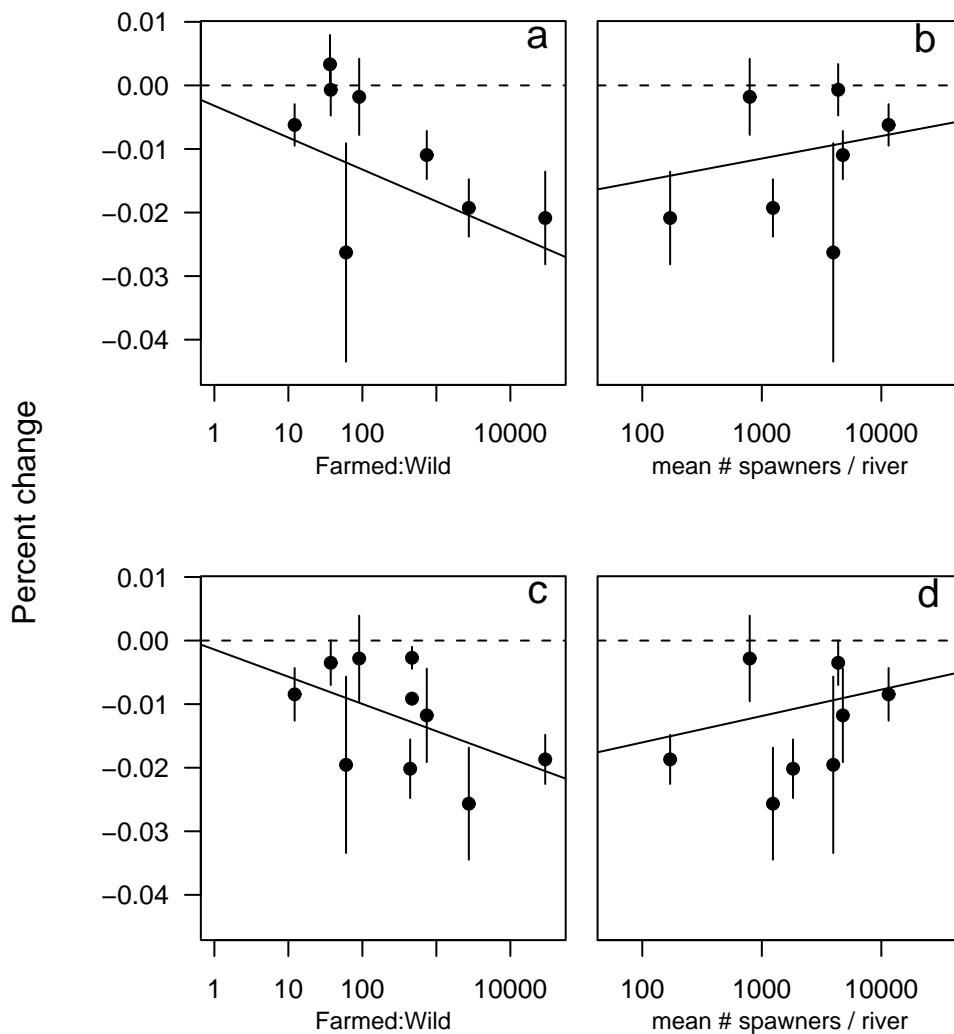 Percent change
a
0.01
0.00
−0.01
−0.02
−0.03
−0.04
1 10 100 10000
Farmed:Wild
b
100 1000 10000
mean # spawners / river
c
0.01
0.00
−0.01
−0.02
−0.03
−0.04
1 10 100 10000
Farmed:Wild
d
100 1000 10000
mean # spawners / river